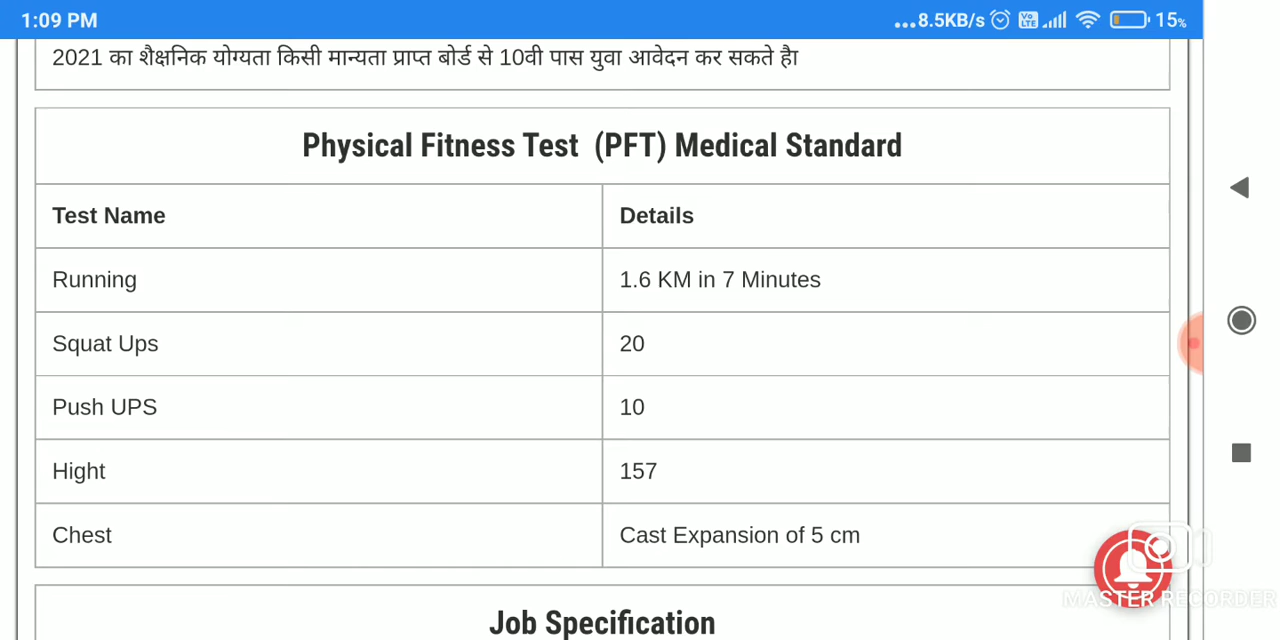 1:09 PM
...8.5KB/s Vo LTE 15%
2021 का शैक्षनिक योग्यता किसी मान्यता प्राप्त बोर्ड से 10वी पास युवा आवेदन कर सकते हैा
Physical Fitness Test (PFT) Medical Standard
Test Name Details
Running 1.6 KM in 7 Minutes
Squat Ups 20
Push UPS 10
Hight 157
Chest Cast Expansion of 5 cm
MASTER RECORDER
Job Specification